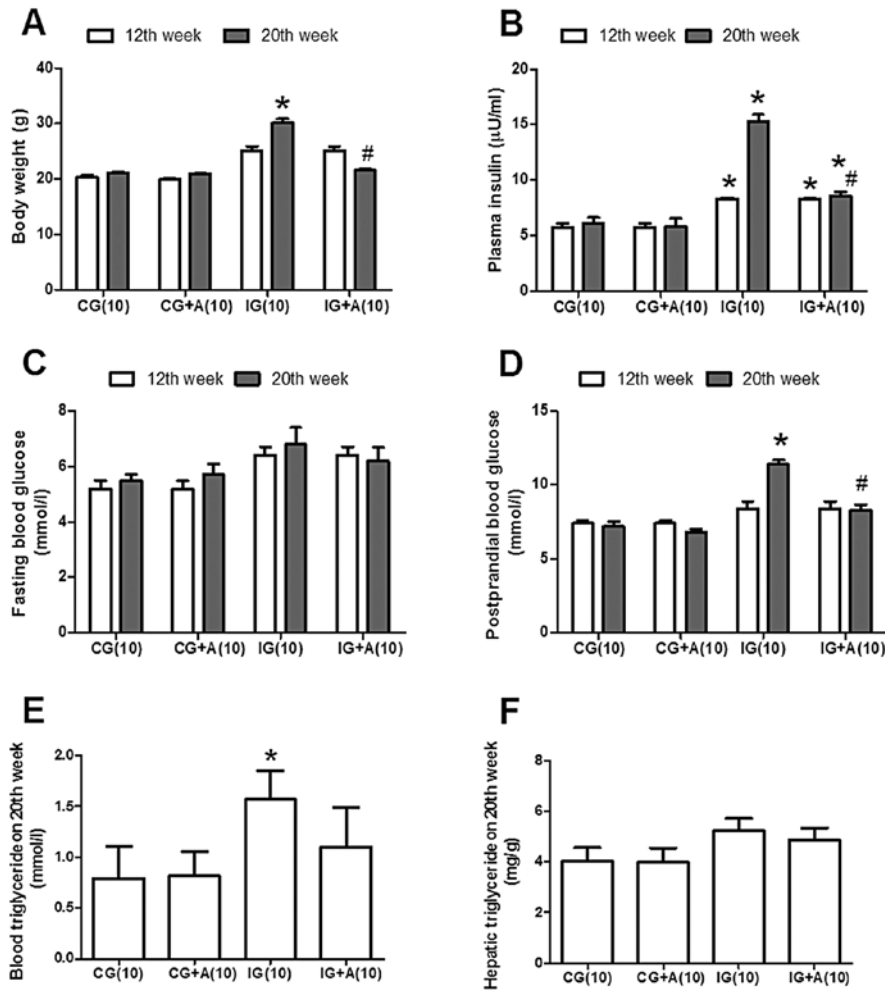 A
12th week 20th week
Body weight (g)
40
30
20
10
0
*
#
CG(10) CG+A(10) IG(10) IG+A(10)
B
12th week 20th week
Plasma insulin (μU/ml)
20
15
10
5
0
*
*
*
*
#
CG(10) CG+A(10) IG(10) IG+A(10)
C
12th week 20th week
Fasting blood glucose
(mmol/l)
8
6
4
2
0
CG(10) CG+A(10) IG(10) IG+A(10)
D
12th week 20th week
Postprandial blood glucose
(mmol/l)
15
10
5
0
*
#
CG(10) CG+A(10) IG(10) IG+A(10)
E
Blood triglyceride on 20th week
(mmol/l)
2.0
1.5
1.0
0.5
0.0
*
CG(10) CG+A(10) IG(10) IG+A(10)
F
Hepatic triglyceride on 20th week
(mg/g)
8
6
4
2
0
CG(10) CG+A(10) IG(10) IG+A(10)